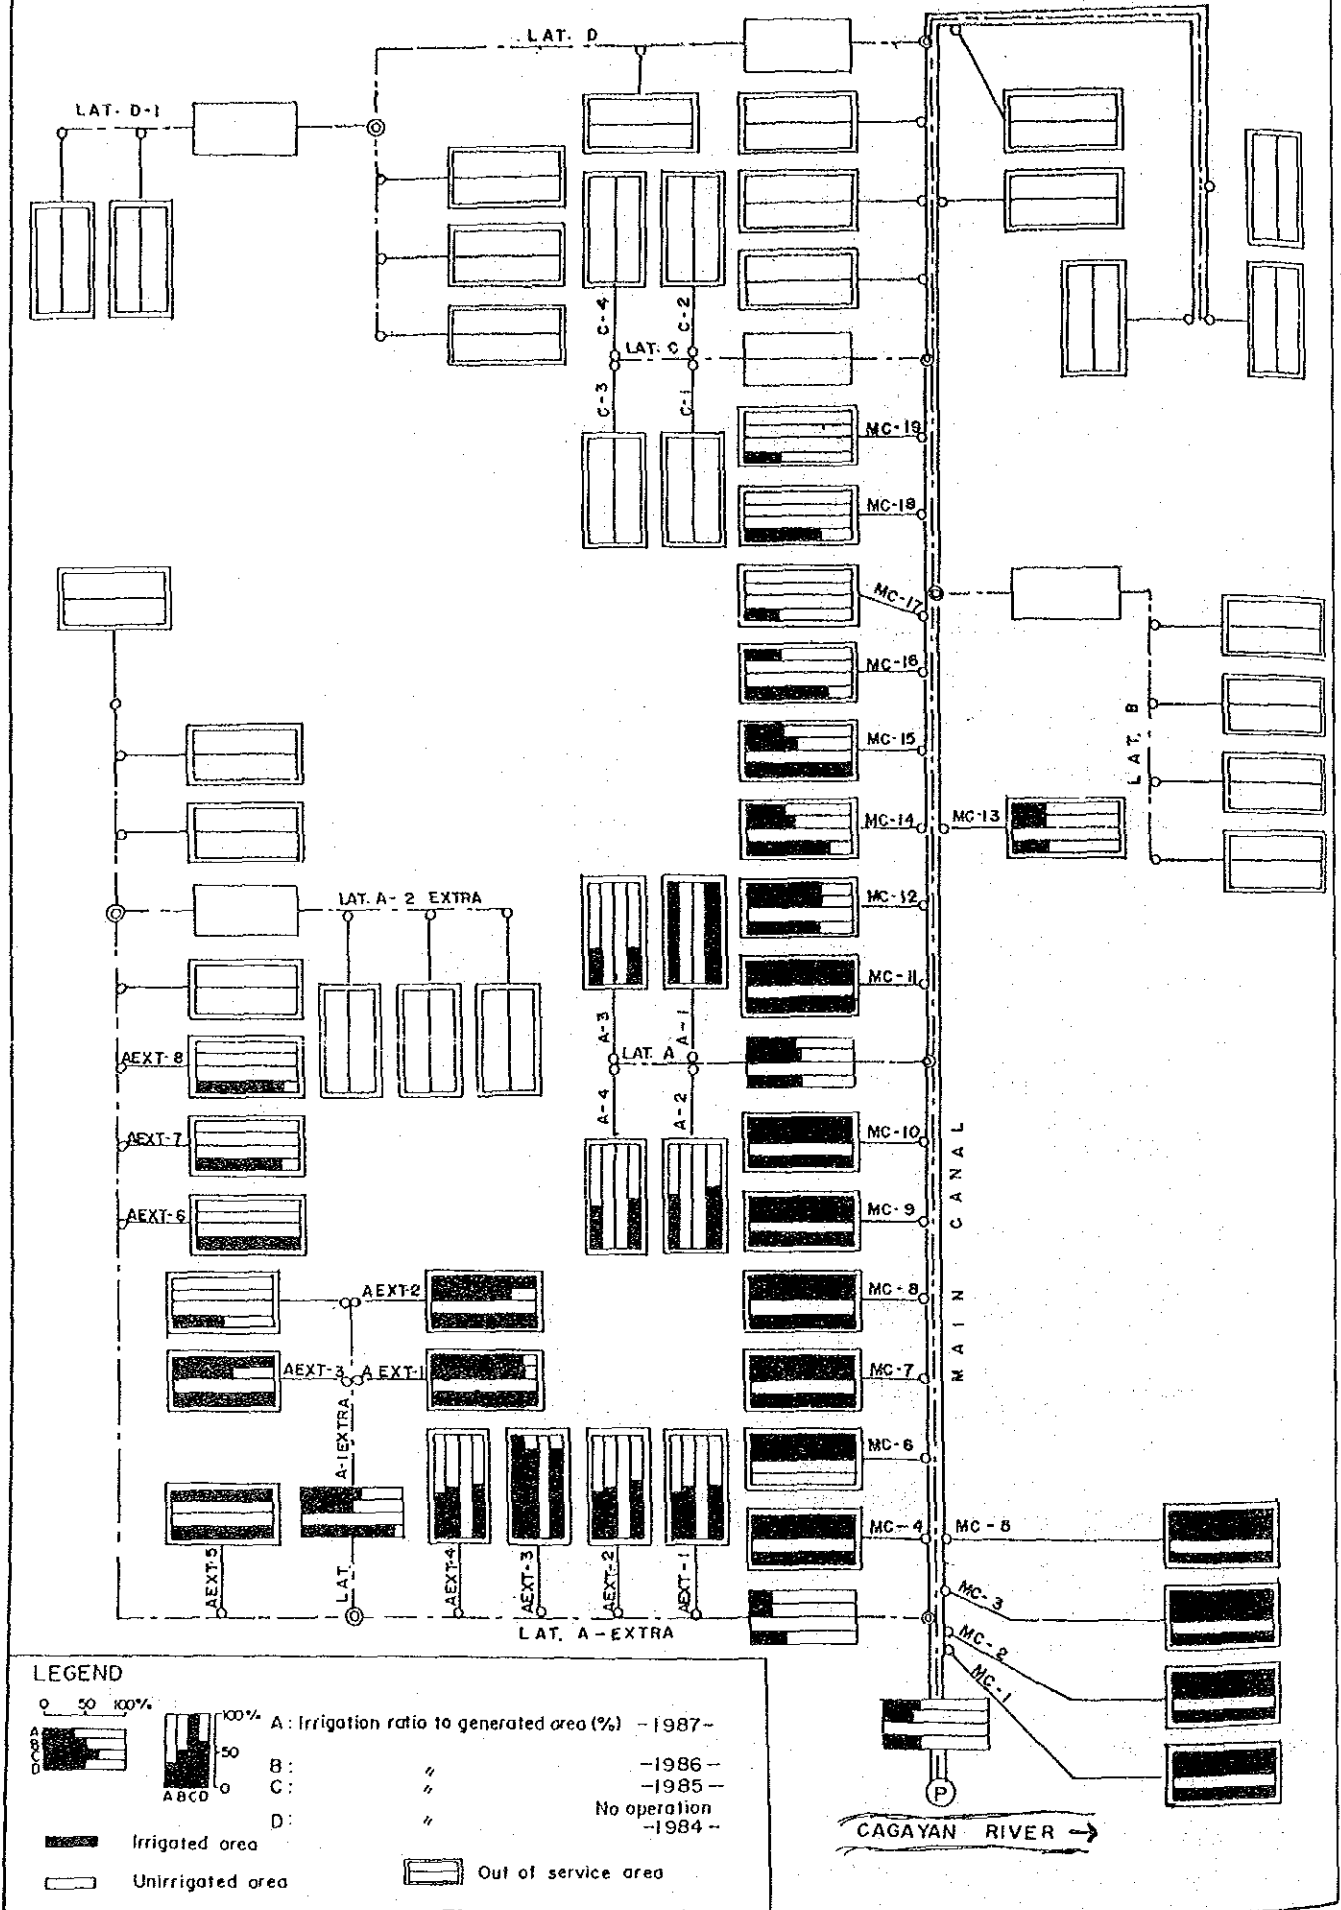 LAT. D
LAT. D-1
C-4
C-2
LAT. C
C-3
C-1
MC-19
MC-18
MC-17
MC-16
MC-15
LAT. B
MC-14
MC-13
LAT. A-2 EXTRA
MC-12
MC-11
A-3
A-1
AEXT-8
LAT. A
A-4
A-2
AEXT-7
MC-10
MAIN CANAL
AEXT-6
MC-9
AEXT-2
MC-8
AEXT-3
A EXT-1
MC-7
A-1 EXTRA
MC-6
MC-4
MC-5
AEXT-5
LAT.
AEXT-4
AEXT-3
AEXT-2
AEXT-1
MC-3
LAT. A-EXTRA
MC-2
MC-1
LEGEND
0 50 100%
A
B
C
D
100%
50
0
A B C D
A: Irrigation ratio to generated area (%) -1987-
B: 〃 -1986-
C: 〃 -1985-
No operation
D: 〃 -1984-
P
CAGAYAN RIVER →
Irrigated area
Unirrigated area
Out of service area